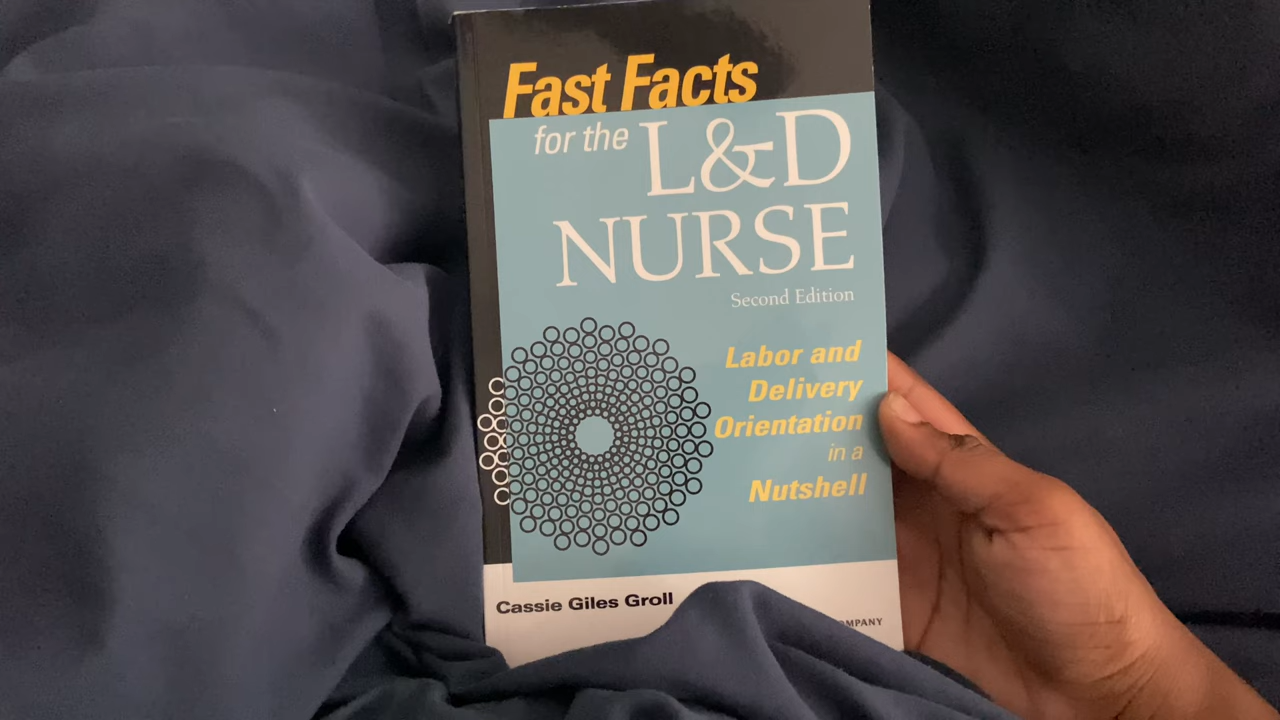 Fast Facts
for the L&D
NURSE
Second Edition
Labor and
Delivery
Orientation
in a
Nutshell
Cassie Giles Groll